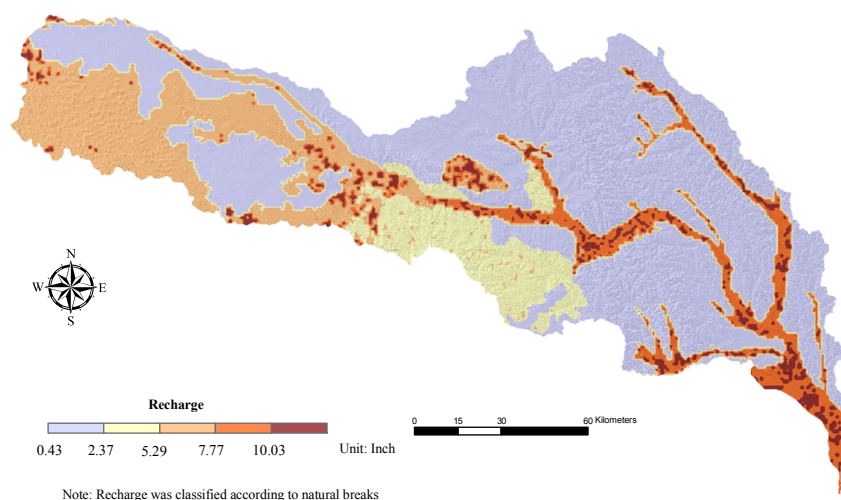 N
W E
S
Recharge
0.43 2.37 5.29 7.77 10.03 Unit: Inch
0 15 30 60 Kilometers
Note: Recharge was classified according to natural breaks